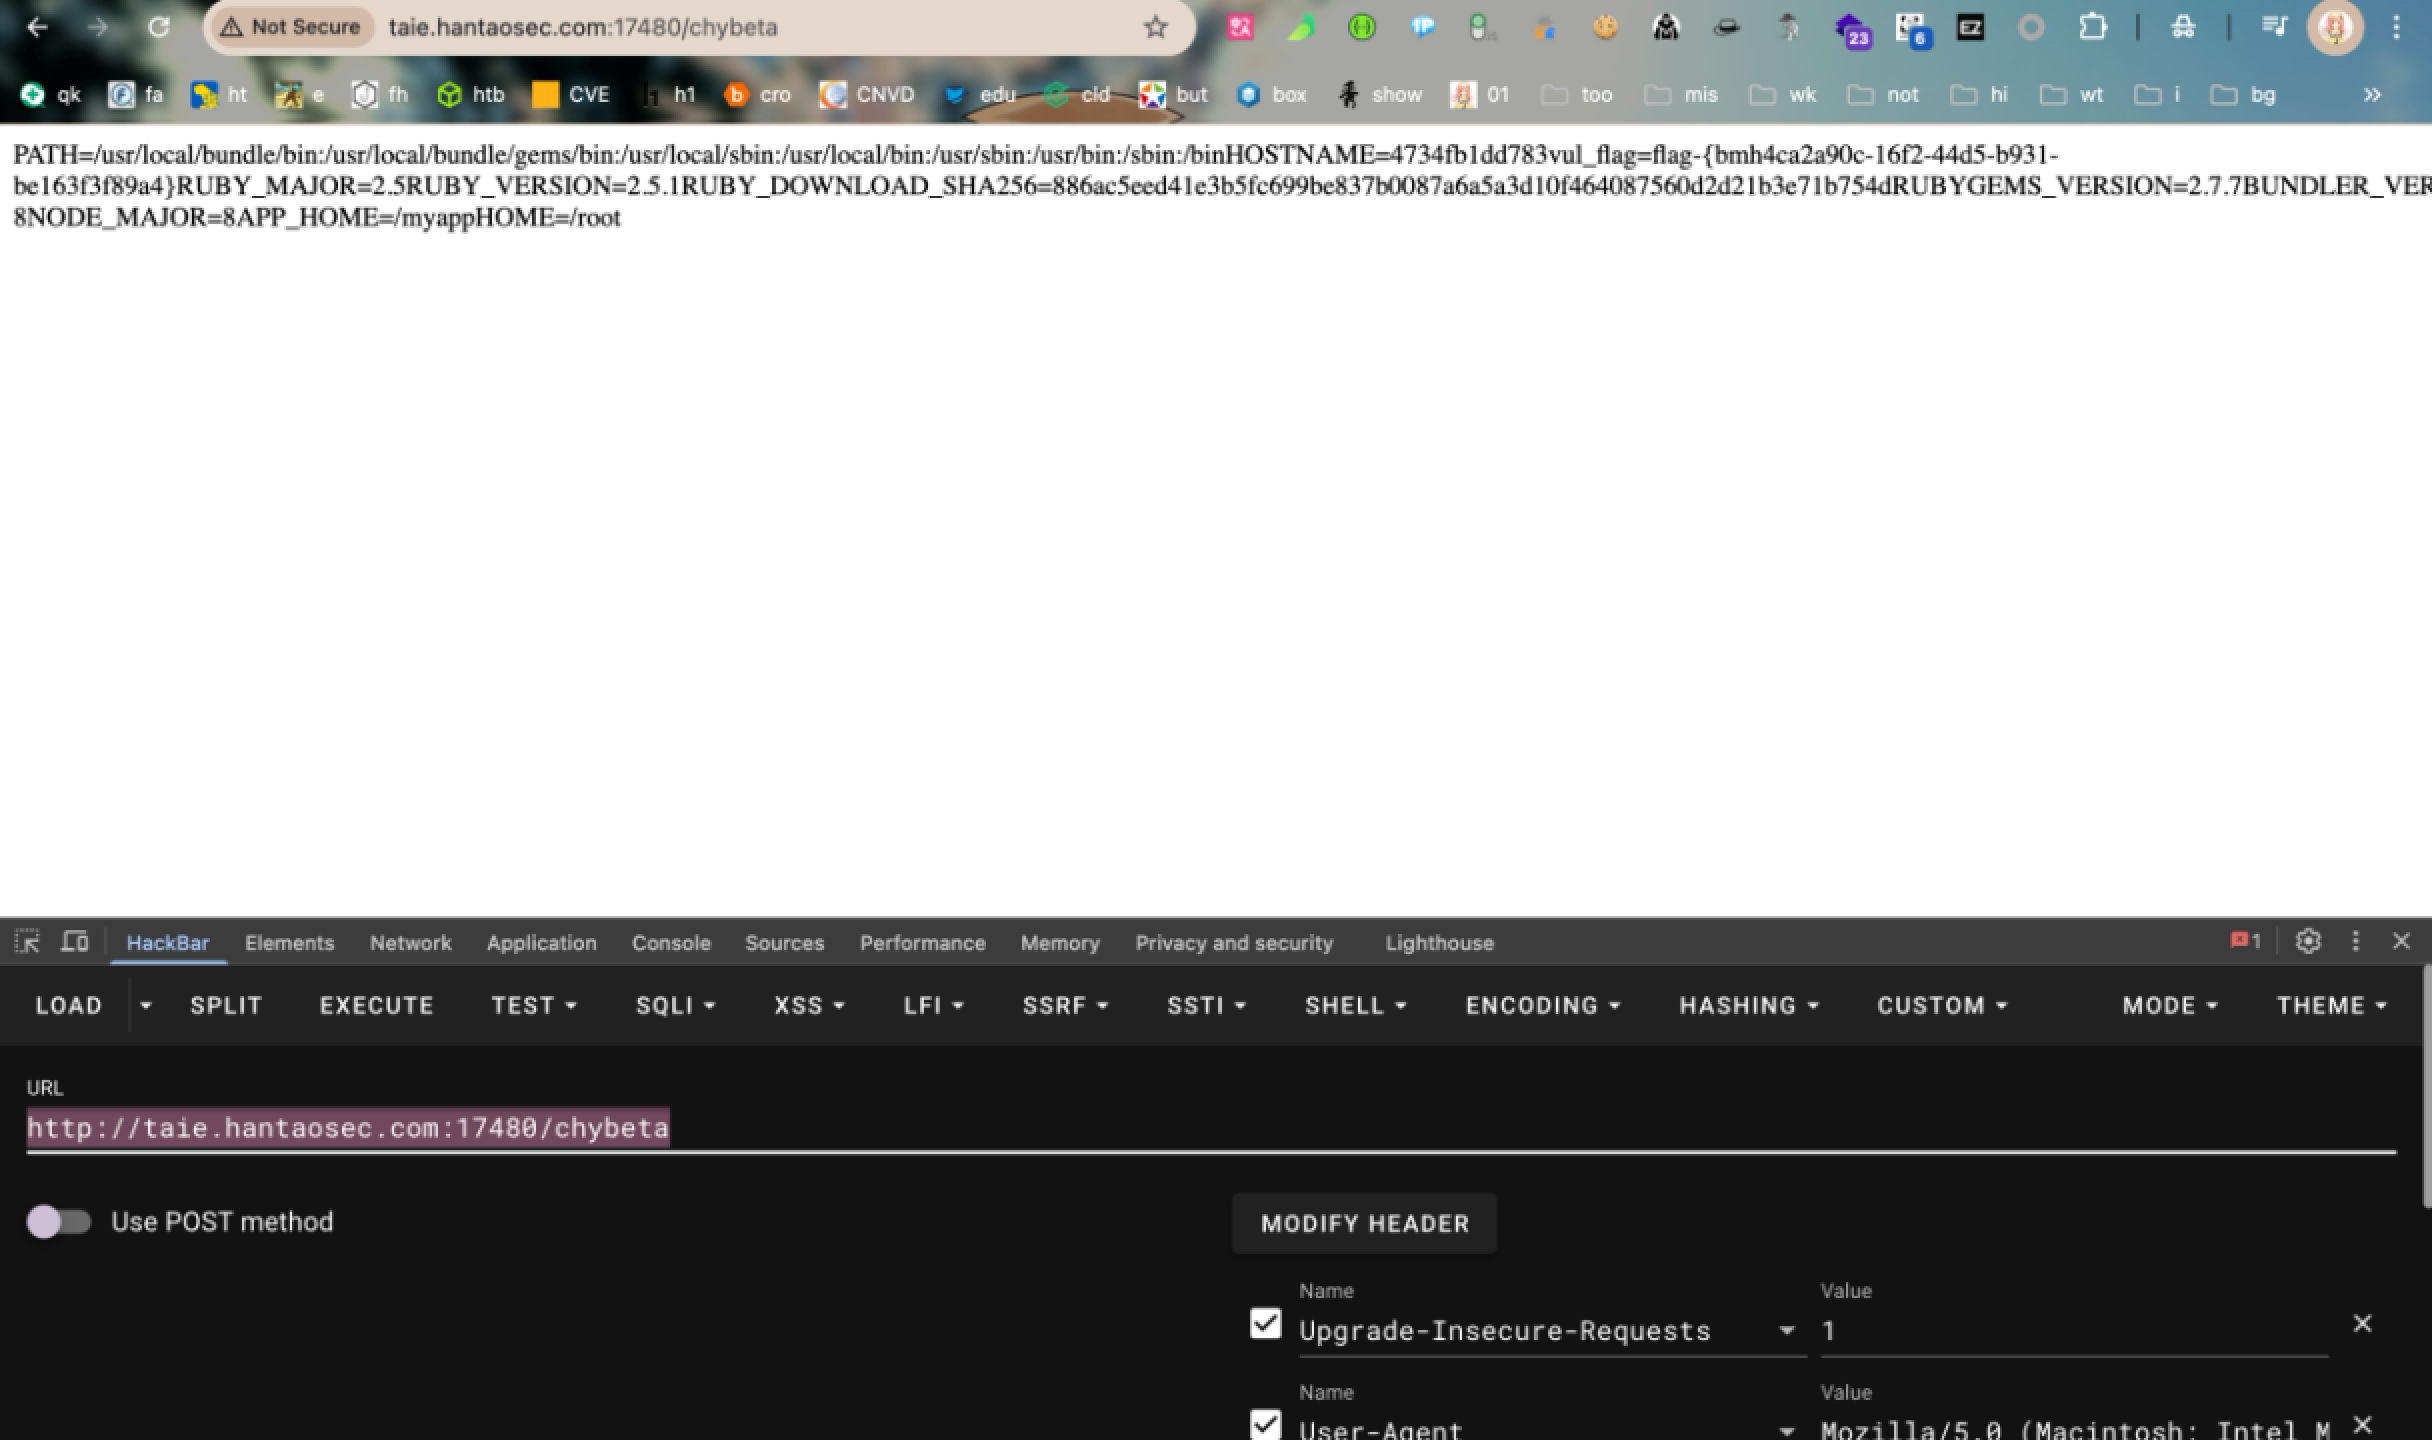 Not Secure taie.hantaosec.com:17480/chybeta 23 6 EZ
qk fa ht e fh htb CVE h1 cro CNVD edu cld but box show 01 too mis wk not hi wt i bg »
PATH=/usr/local/bundle/bin:/usr/local/bundle/gems/bin:/usr/local/sbin:/usr/local/bin:/usr/sbin:/usr/bin:/sbin:/binHOSTNAME=4734fb1dd783vul_flag=flag-{bmh4ca2a90c-16f2-44d5-b931-
be163f3f89a4}RUBY_MAJOR=2.5RUBY_VERSION=2.5.1RUBY_DOWNLOAD_SHA256=886ac5eed41e3b5fc699be837b0087a6a5a3d10f464087560d2d21b3e71b754dRUBYGEMS_VERSION=2.7.7BUNDLER_VER
8NODE_MAJOR=8APP_HOME=/myappHOME=/root
HackBar Elements Network Application Console Sources Performance Memory Privacy and security Lighthouse 1
LOAD SPLIT EXECUTE TEST SQLI XSS LFI SSRF SSTI SHELL ENCODING HASHING CUSTOM MODE THEME
URL
http://taie.hantaosec.com:17480/chybeta
Use POST method
MODIFY HEADER
Name Value
Upgrade-Insecure-Requests 1
Name Value
User-Agent Mozilla/5.0 (Macintosh; Intel M